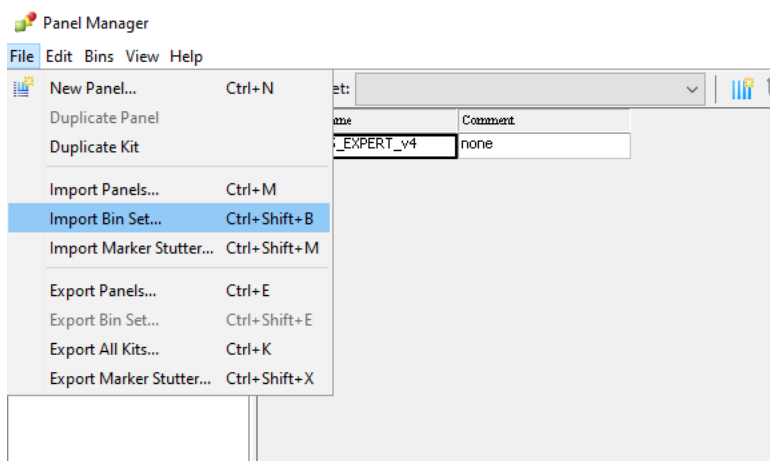 Panel Manager
File Edit Bins View Help
New Panel... Ctrl+N
et:
Duplicate Panel
ame Comment
Duplicate Kit
_EXPERT_v4 none
Import Panels... Ctrl+M
Import Bin Set... Ctrl+Shift+B
Import Marker Stutter... Ctrl+Shift+M
Export Panels... Ctrl+E
Export Bin Set... Ctrl+Shift+E
Export All Kits... Ctrl+K
Export Marker Stutter... Ctrl+Shift+X